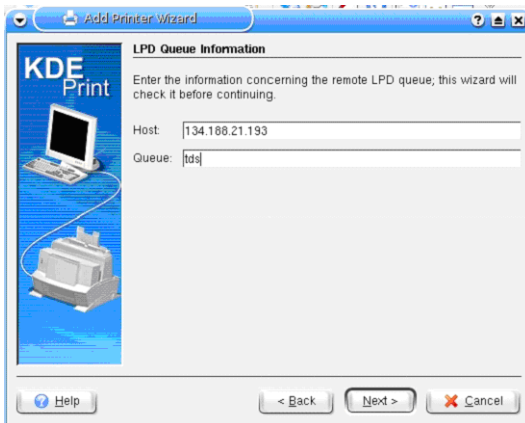 Add Printer Wizard
LPD Queue Information
KDE
Print
Enter the information concerning the remote LPD queue; this wizard will
check it before continuing.
Host: 134.188.21.193
Queue: tds
Help
< Back
Next >
Cancel